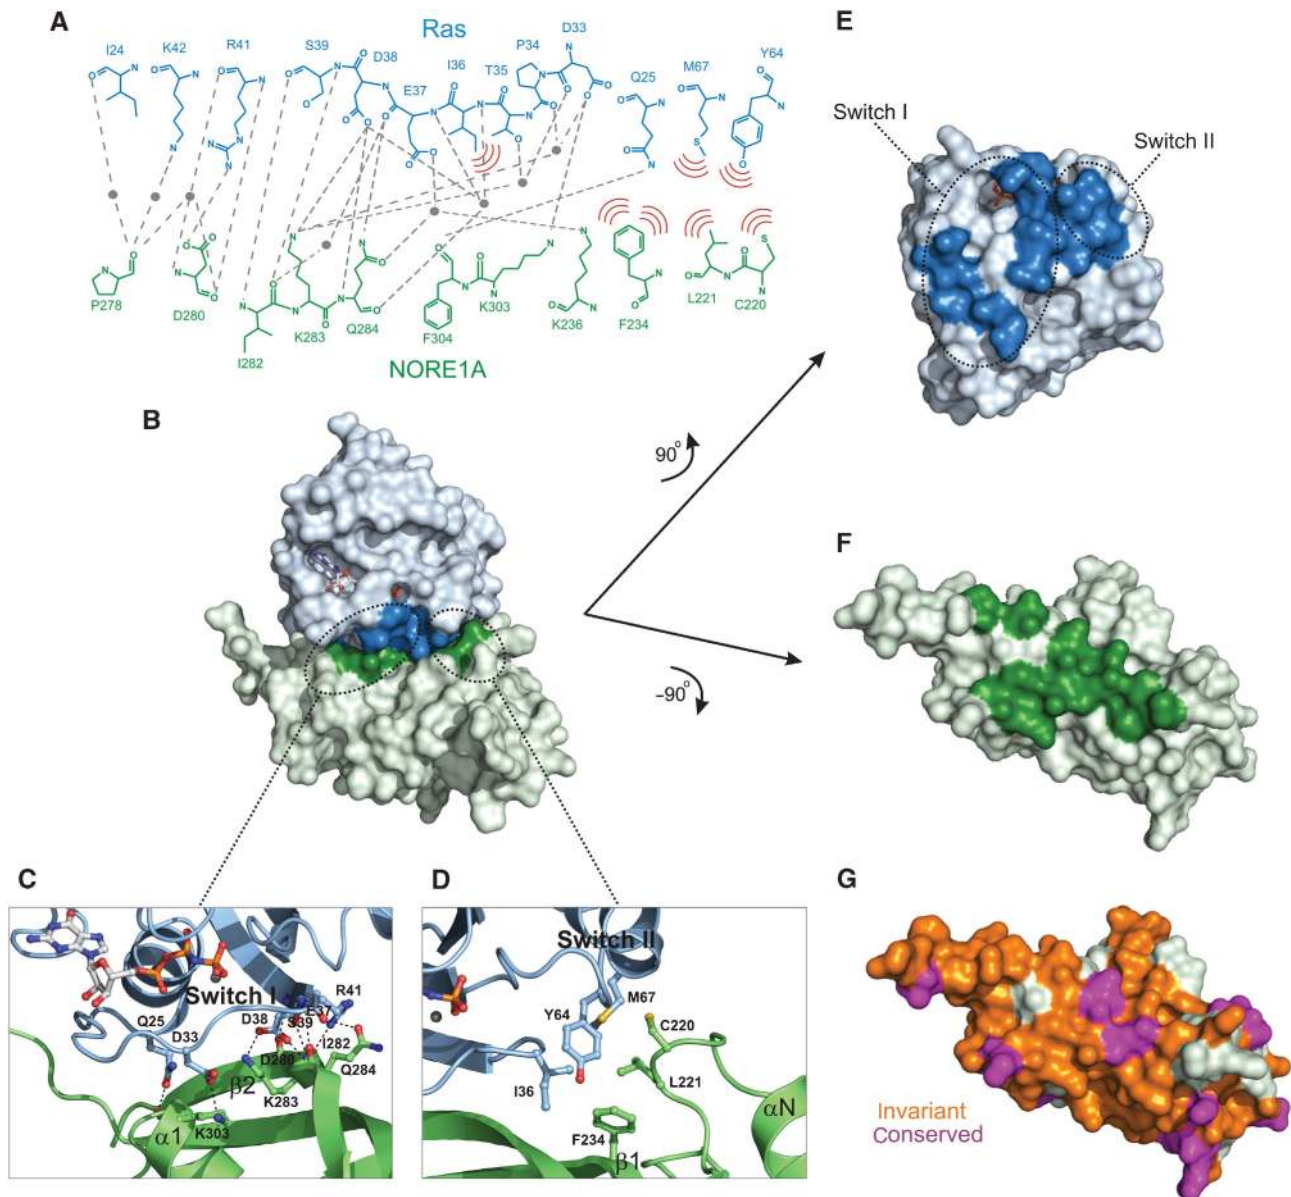 A
Ras
I24
K42
R41
S39
D38
E37
I36
T35
P34
D33
Q25
M67
Y64
P278
D280
I282
K283
Q284
F304
K303
K236
F234
L221
C220
NORE1A
E
Switch I
Switch II
B
90°
-90°
F
C
Switch I
Q25
D33
D38
S39
E37
R41
I282
D280
Q284
β2
K283
α1
K303
D
Switch II
M67
Y64
C220
I36
L221
αN
F234
β1
G
Invariant
Conserved